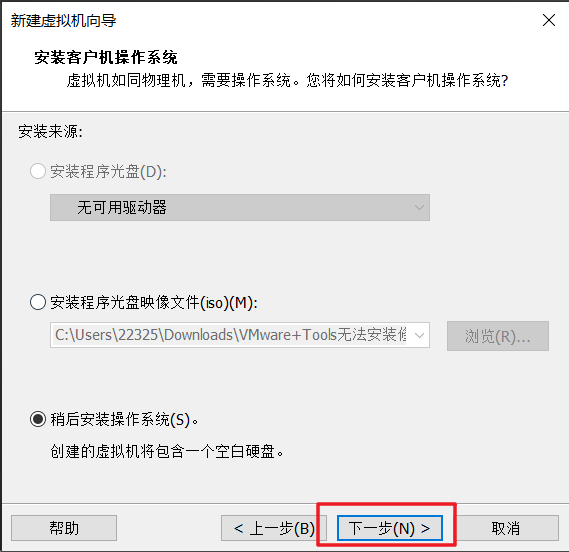 新建虚拟机向导
安装客户机操作系统
虚拟机如同物理机，需要操作系统。您将如何安装客户机操作系统?
安装来源:
安装程序光盘(D):
无可用驱动器
安装程序光盘映像文件(iso)(M):
C:\Users\22325\Downloads\VMware+Tools无法安装修
浏览(R)...
稍后安装操作系统(S)。
创建的虚拟机将包含一个空白硬盘。
帮助
< 上一步(B)
下一步(N) >
取消